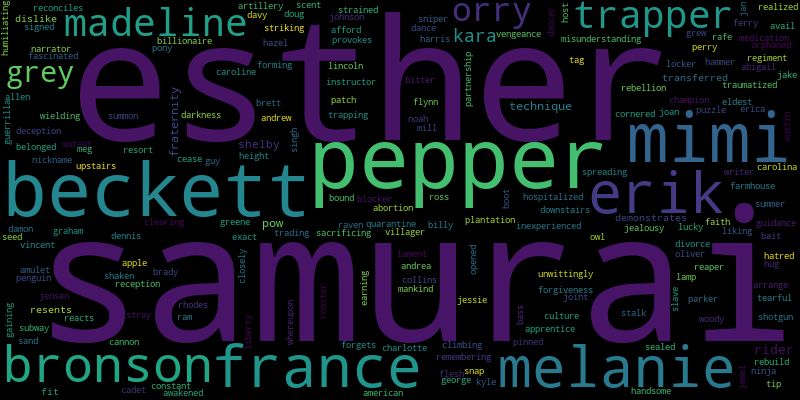 humiliating reconciles signed dislike madeline artillery scent davy doug strained johnson sniper orry host trapper jan realized
narrator billionaire striking afford provokes dance harris kara vengeance dancer misunderstanding grew rafe ferry medication avail orphaned
grey fascinated pony hazel forming lincoln instructor bitter flynn partnership tag locker hammer perry regiment abigail jake
esther
allen guerrilla wielding summon fraternity caroline brett darkness andrew patch trapping noah mill technique rebellion transferred traumatized champion eldest
deception belonged meg mutant resort nickname upstairs cease guy shelby height singh cornered joan puzzle erica writer austin mimi carolina
beckett pepper spreading erik farmhouse summer
bound blocker abortion ross boot hospitalized downstairs inexperienced demonstrates jealousy lucky faith liking guidance bait
damon seed graham clearing greene pow sacrificing raven quarantine billy villager plantation
vincent dennis exact trading closely owl divorce oliver hatred hug
samurai
amulet penguin apple shaken brady reception lament andrea collins mankind opened unwittingly forgiveness joint reaper lamp arrange
jensen resents rhodes ram earning jessie culture slave parker tearful
gaining subway reacts stray cannon liberty whereupon rooster bass apprentice stalk woody shotgun
sand forgets charlotte climbing pinned sealed rider
bronson france remembering melanie handsome jewel rebuild ninja
fit cadet constant awakened american george flesh snap kyle tip